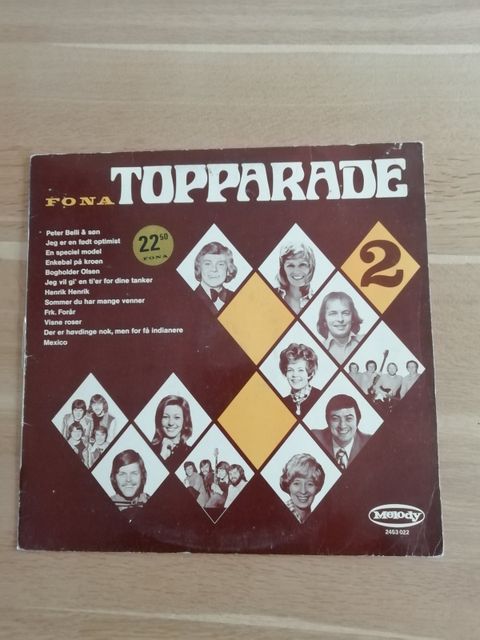 FONA TOPPARADE
2
22 50
FONA
Peter Belli & søn
Jeg er en født optimist
En speciel model
Enkebal på kroen
Bogholder Olsen
Jeg vil gi' en ti'er for dine tanker
Henrik Henrik
Sommer du har mange venner
Frk. Forår
Visne roser
Der er høvdinge nok, men for få indianere
Mexico
Melody
2453 022